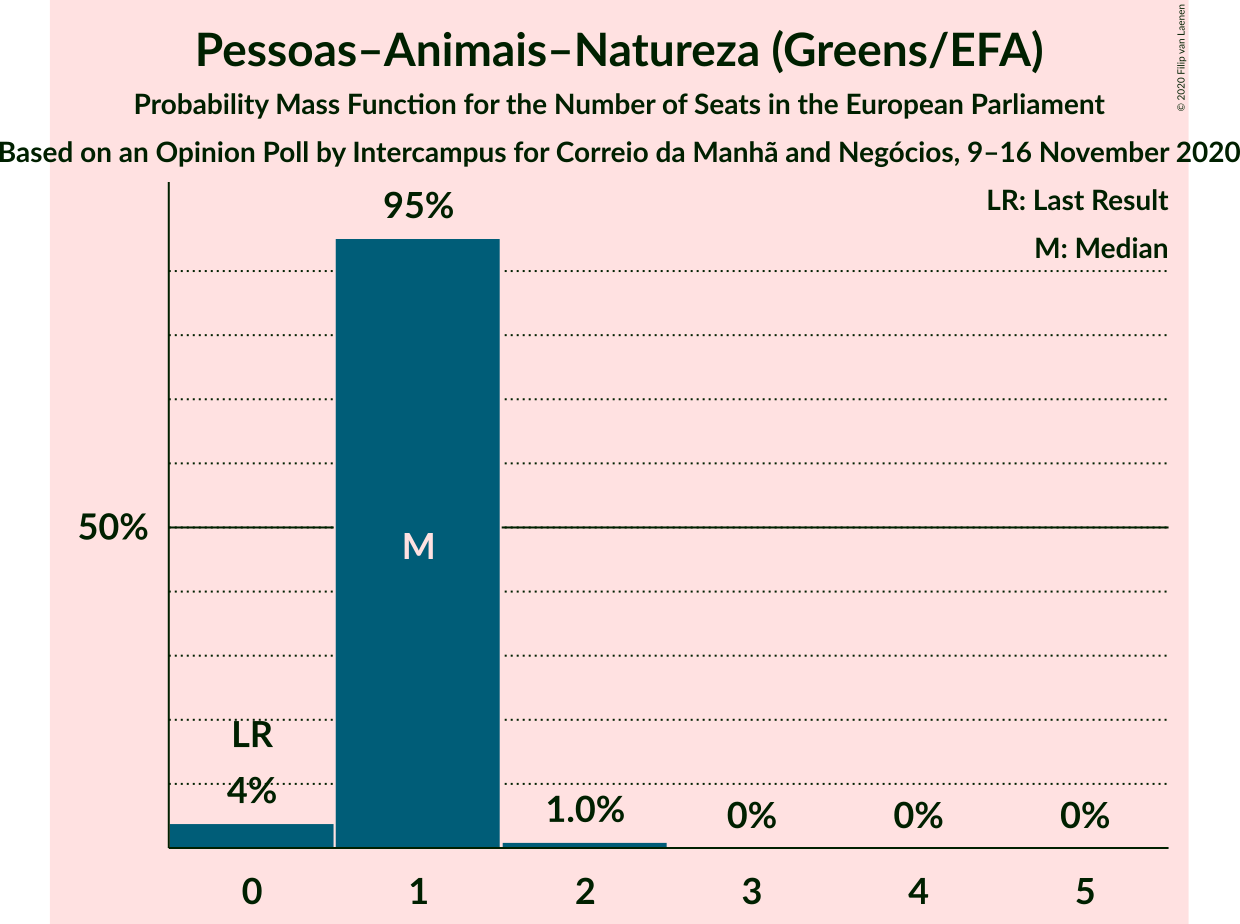 Pessoas–Animais–Natureza (Greens/EFA)
Probability Mass Function for the Number of Seats in the European Parliament
Based on an Opinion Poll by Intercampus for Correio da Manhã and Negócios, 9–16 November 2020
© 2020 Filip van Laenen
LR: Last Result
M: Median
95%
50%
M
LR
4%
1.0%
0%
0%
0%
0
1
2
3
4
5